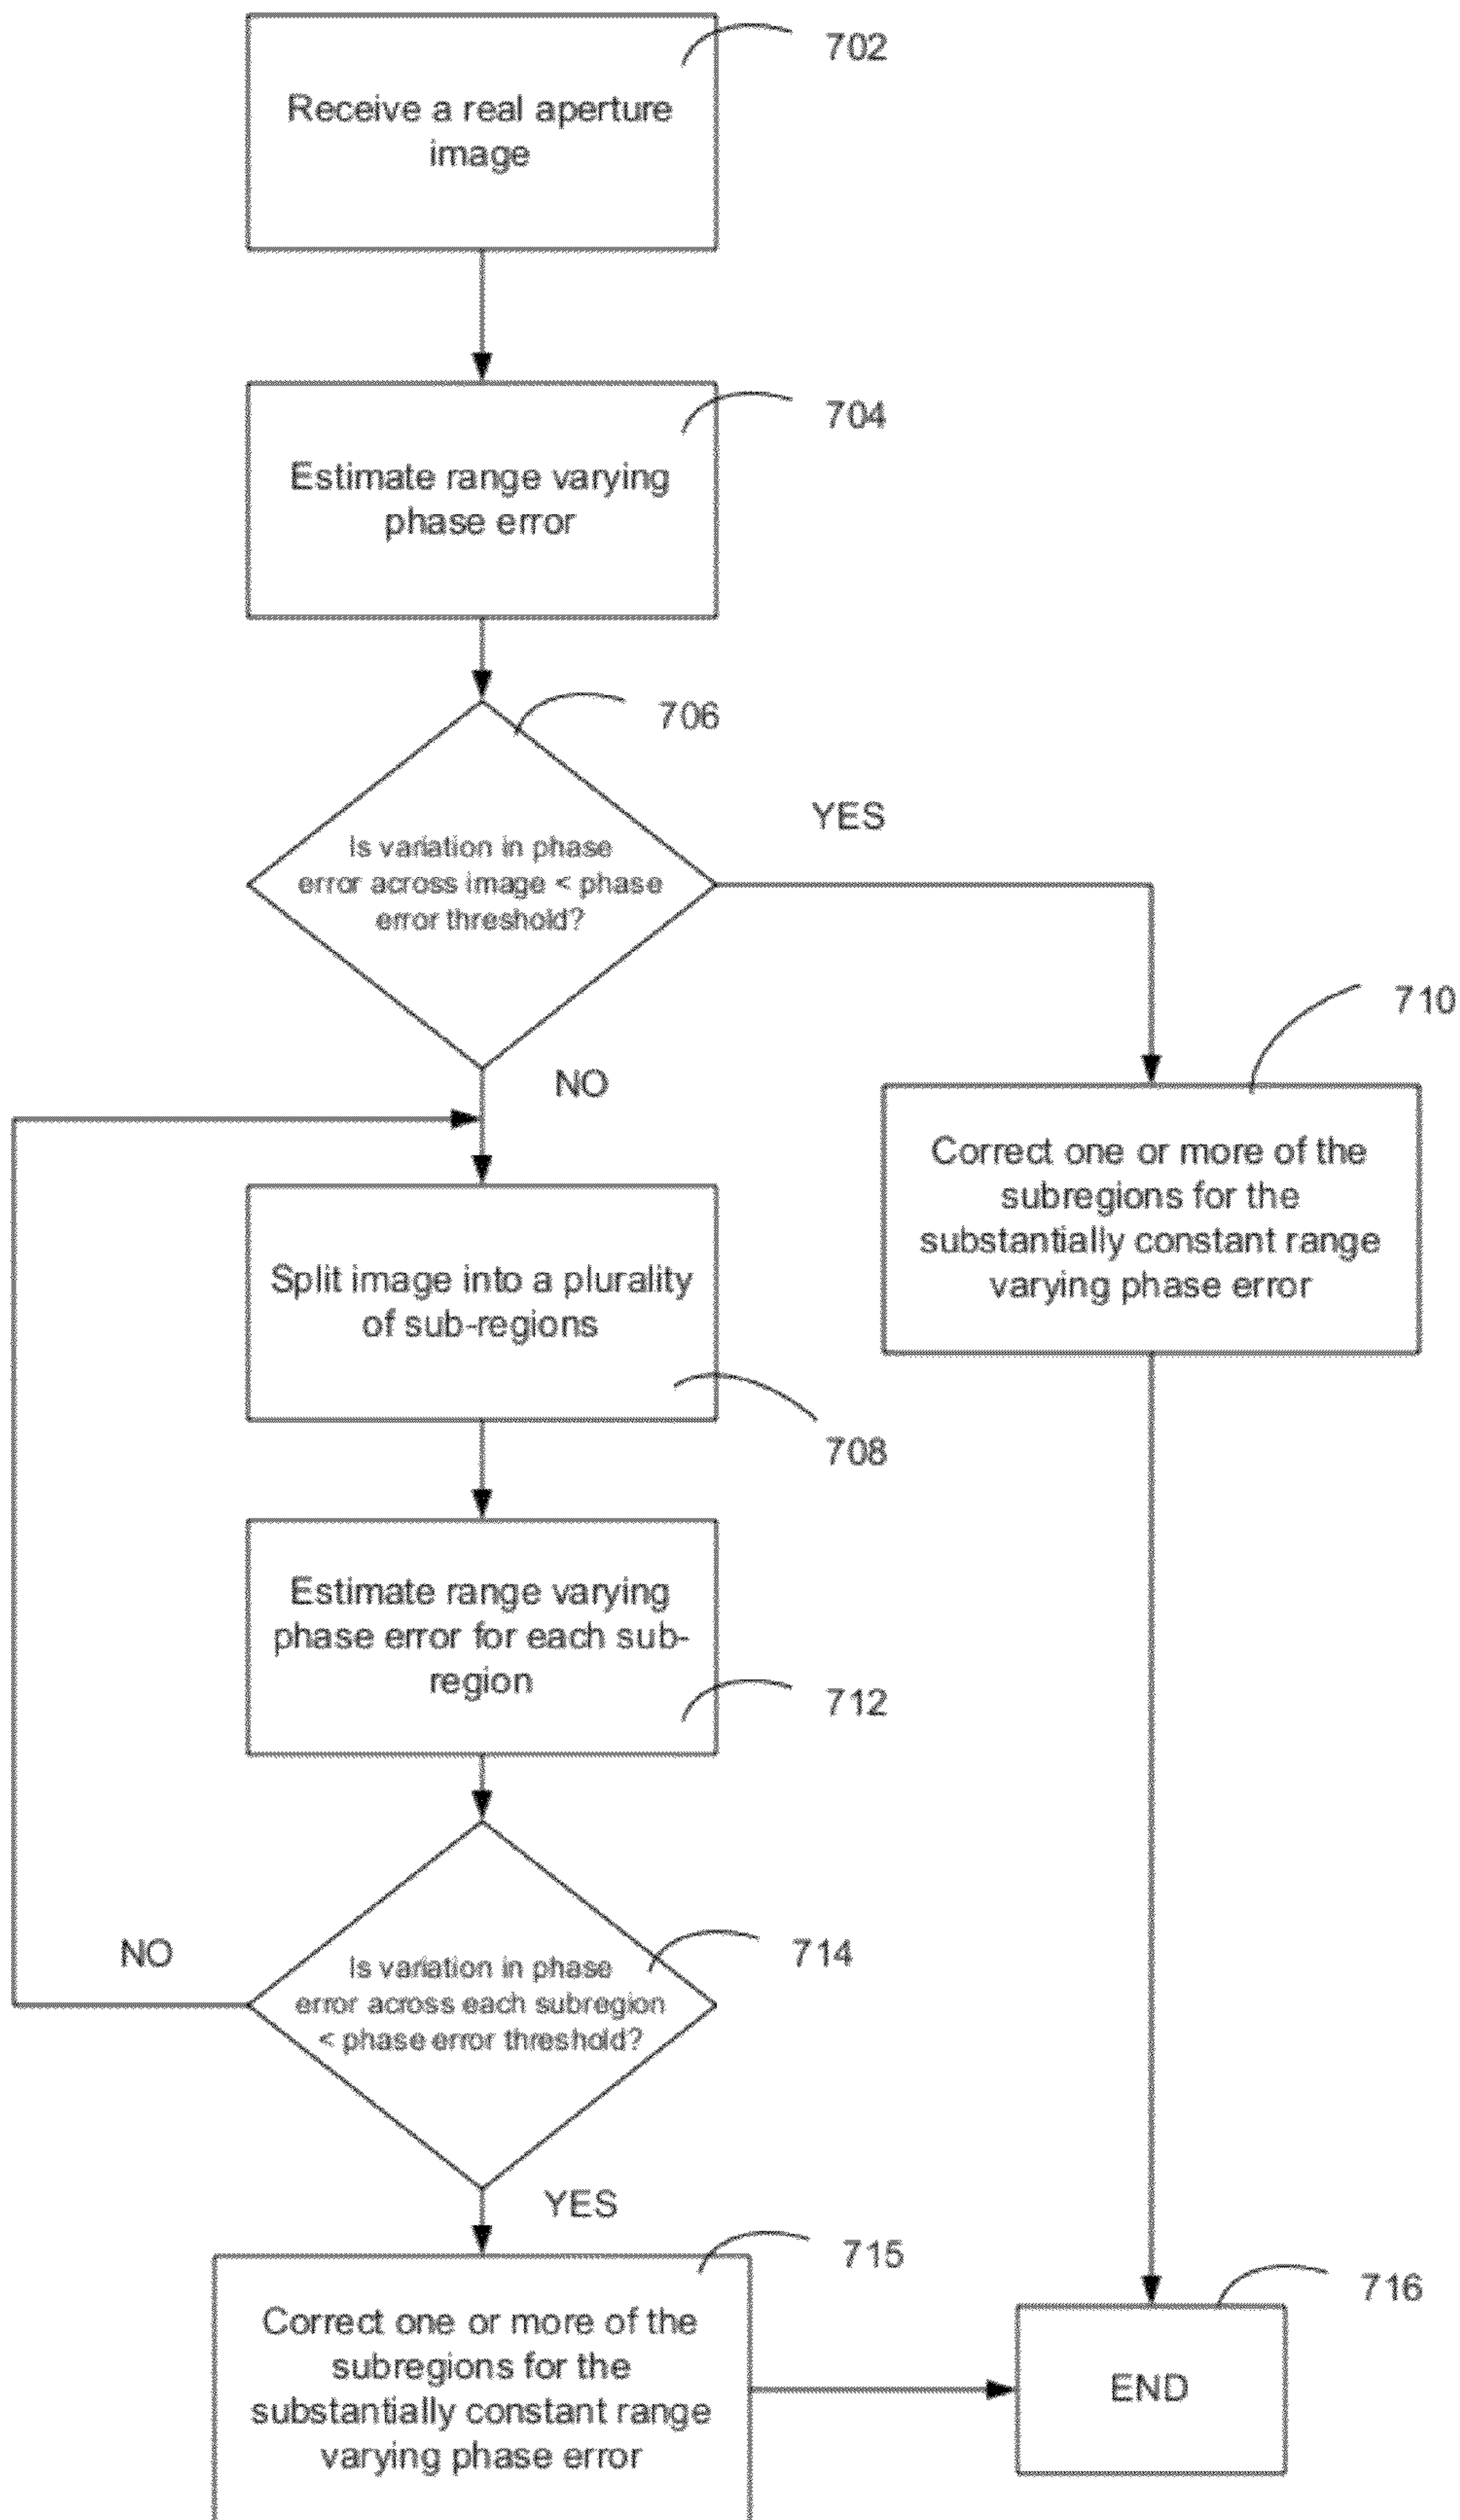 702
Receive a real aperture
image
704
Estimate range varying
phase error
706
YES
Is variation in phase
error across image < phase
error threshold?
710
NO
Correct one or more of the
subregions for the
substantially constant range
varying phase error
Split image into a plurality
of sub-regions
708
Estimate range varying
phase error for each sub-
region
712
NO
714
Is variation in phase
error across each subregion
< phase error threshold?
YES
715
716
Correct one or more of the
subregions for the
substantially constant range
varying phase error
END